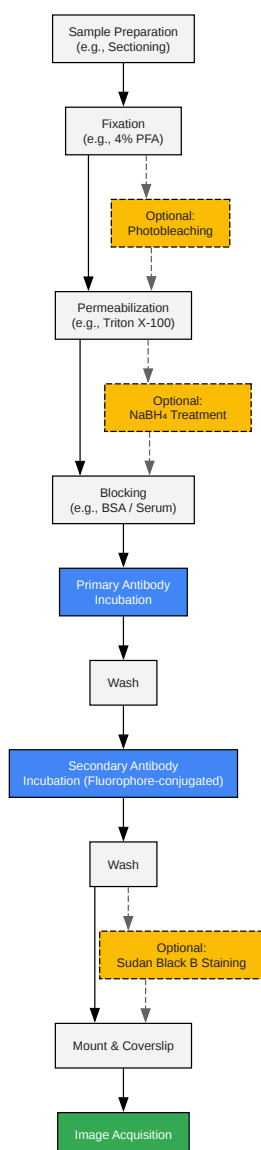 Sample Preparation
(e.g., Sectioning)
Fixation
(e.g., 4% PFA)
Optional:
Photobleaching
Permeabilization
(e.g., Triton X-100)
Optional:
NaBH₄ Treatment
Blocking
(e.g., BSA / Serum)
Primary Antibody
Incubation
Wash
Secondary Antibody
Incubation (Fluorophore-conjugated)
Wash
Optional:
Sudan Black B Staining
Mount & Coverslip
Image Acquisition